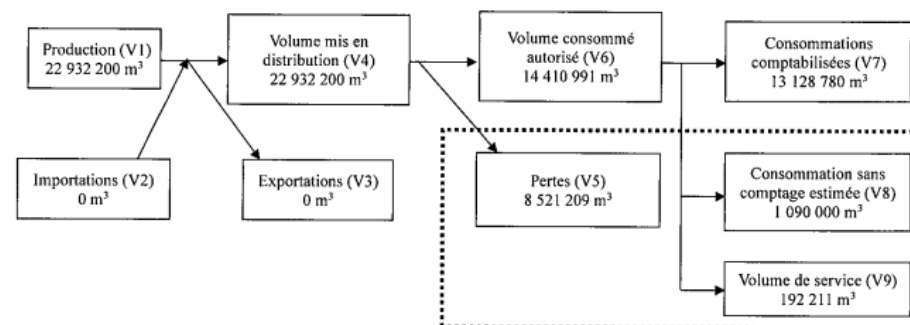 Production (V1)
22 932 200 m³
Volume mis en
distribution (V4)
22 932 200 m³
Volume consommé
autorisé (V6)
14 410 991 m³
Consommations
comptabilisées (V7)
13 128 780 m³
Importations (V2)
0 m³
Exportations (V3)
0 m³
Pertes (V5)
8 521 209 m³
Consommation sans
comptage estimée (V8)
1 090 000 m³
Volume de service (V9)
192 211 m³